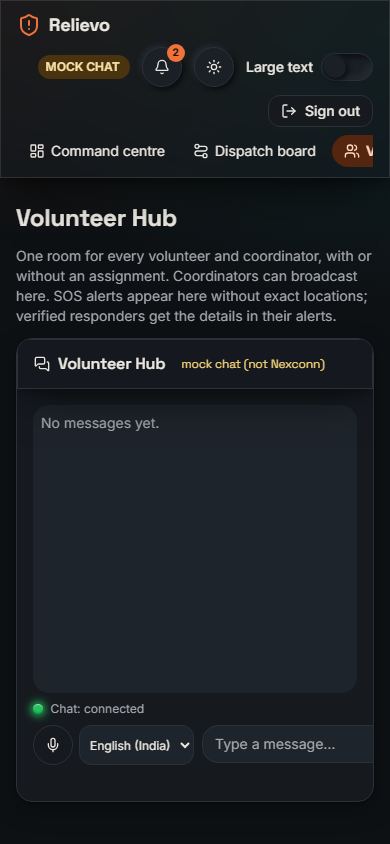 Relievo
MOCK CHAT
2
Large text
Sign out
Command centre
Dispatch board
V
Volunteer Hub
One room for every volunteer and coordinator, with or
without an assignment. Coordinators can broadcast
here. SOS alerts appear here without exact locations;
verified responders get the details in their alerts.
Volunteer Hub
mock chat (not Nexconn)
No messages yet.
Chat: connected
English (India)
Type a message...